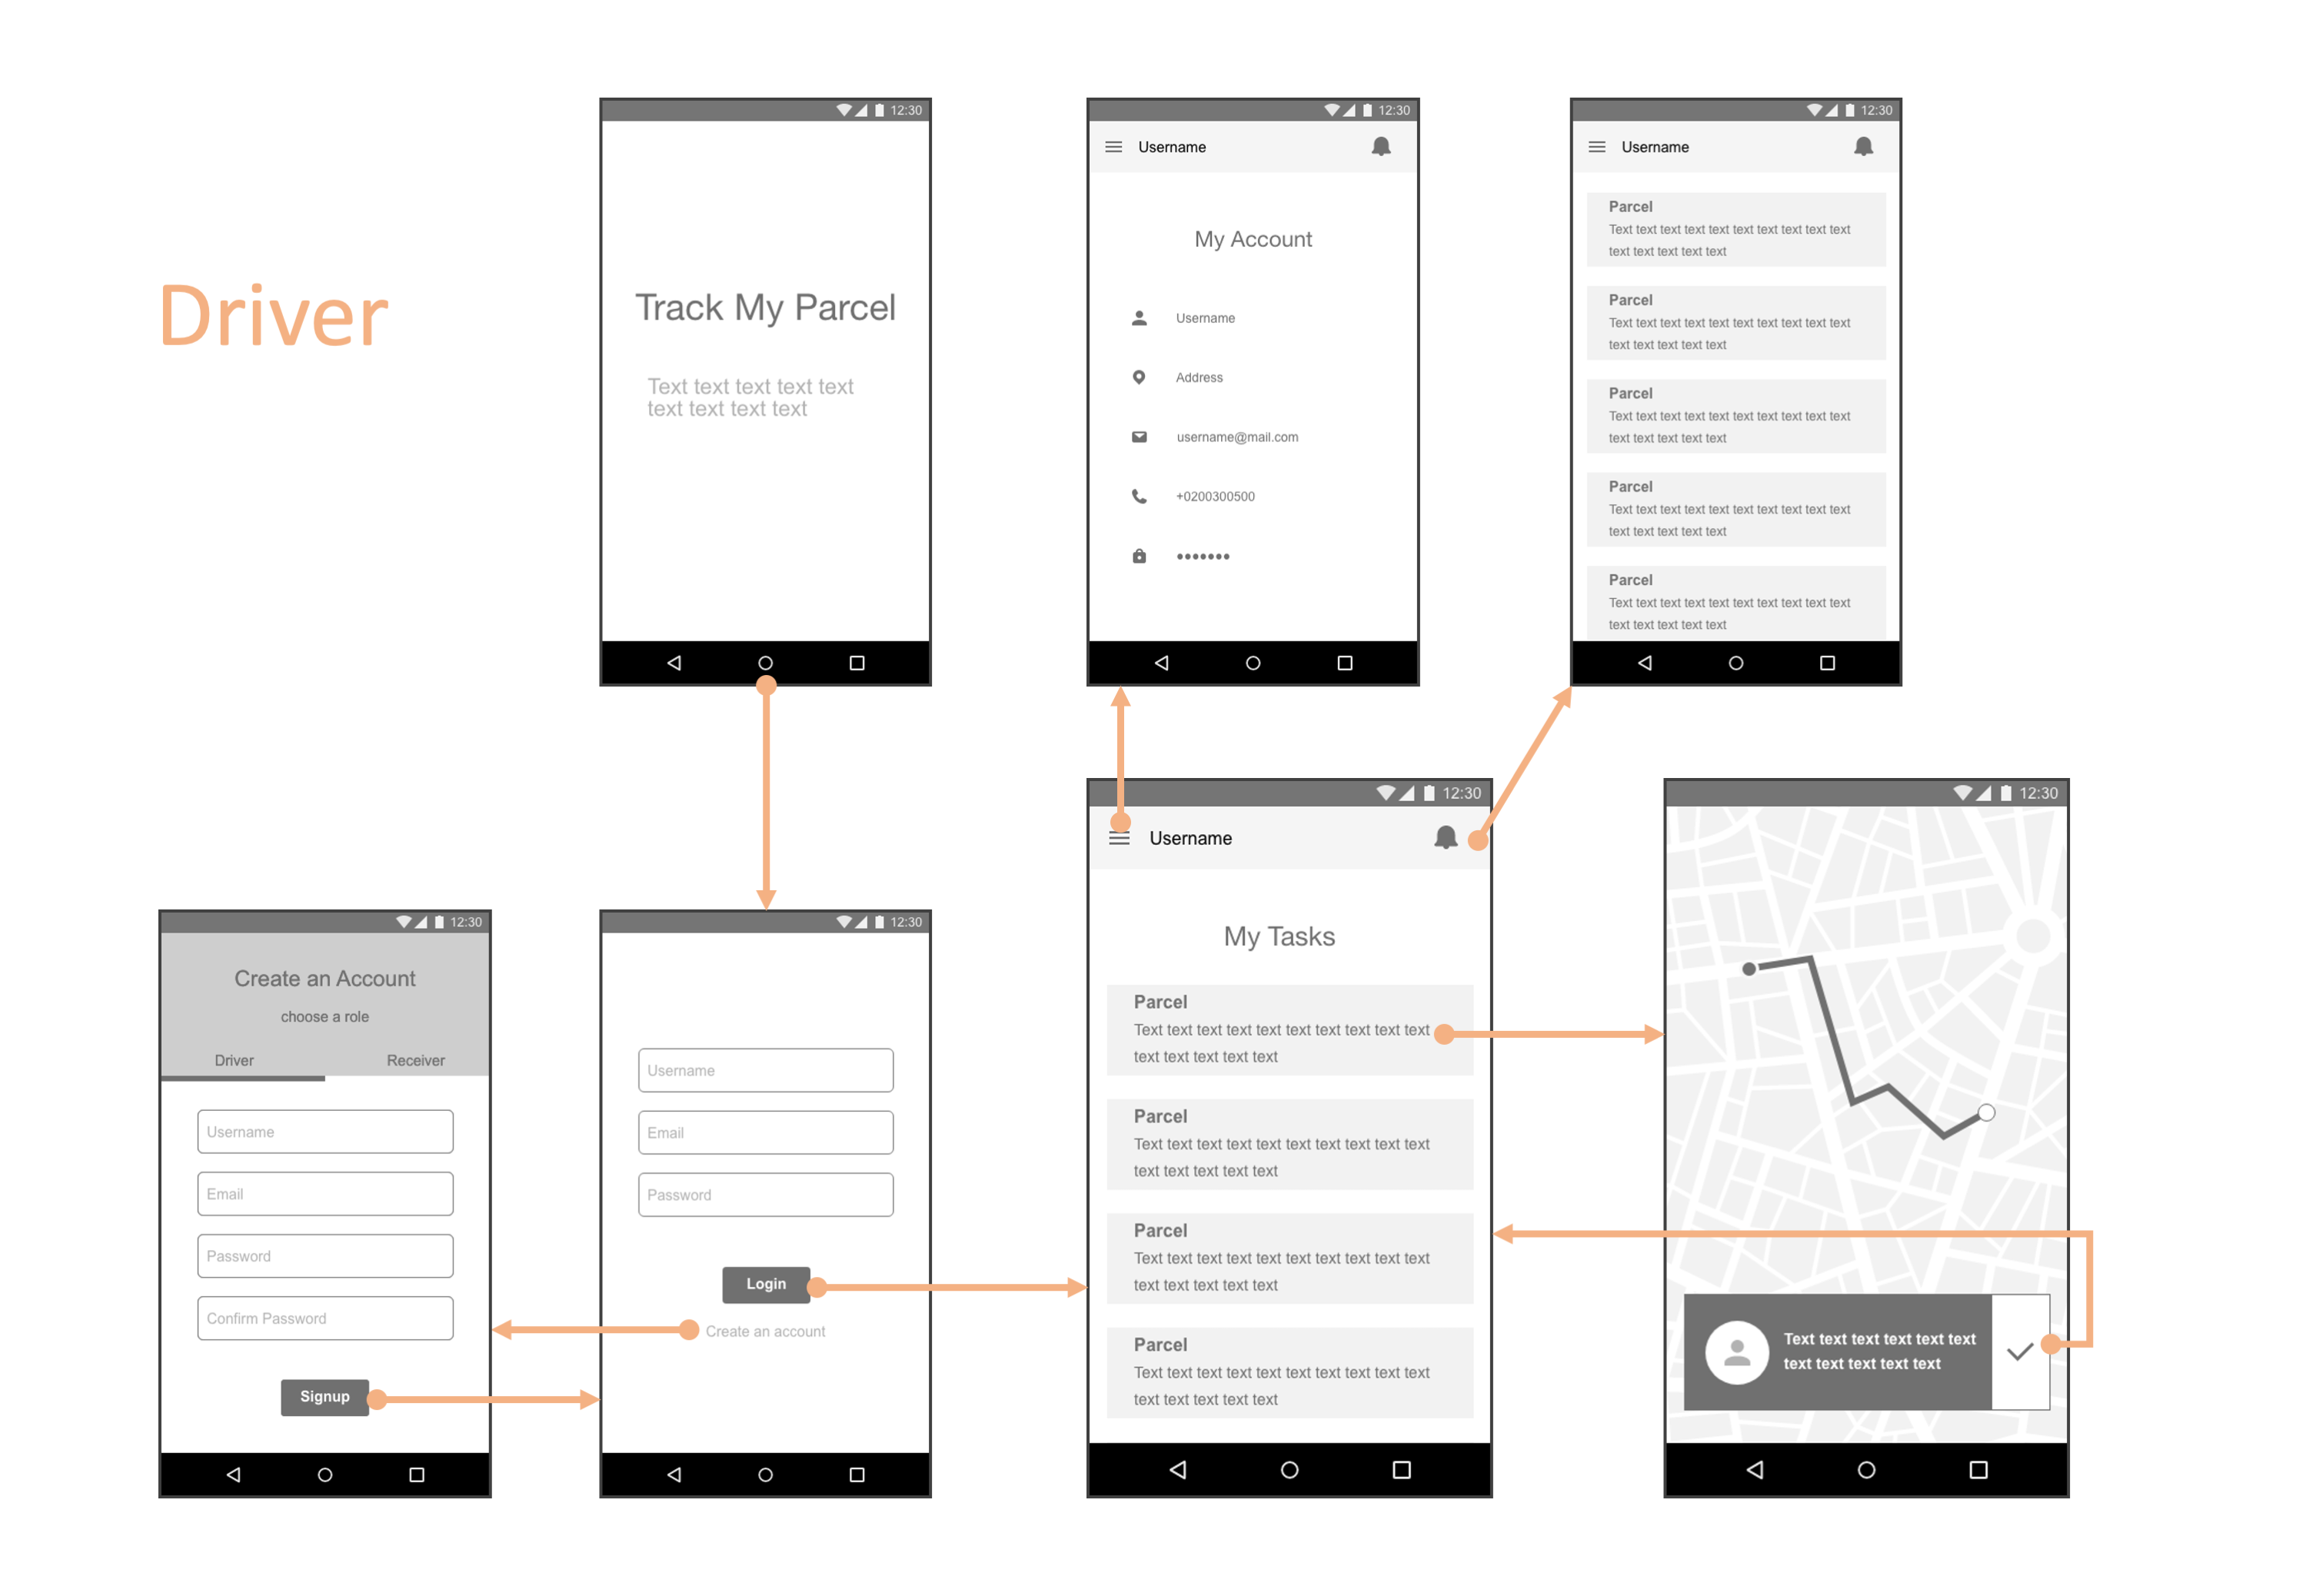 Driver
12:30
Track My Parcel
Text text text text text
text text text text
12:30
Username
My Account
Username
Address
username@mail.com
+0200300500
12:30
Username
Parcel
Text text text text text text text text text text
text text text text text
Parcel
Text text text text text text text text text text
text text text text text
Parcel
Text text text text text text text text text text
text text text text text
Parcel
Text text text text text text text text text text
text text text text text
Parcel
Text text text text text text text text text text
text text text text text
12:30
Create an Account
choose a role
Driver Receiver
Username
Email
Password
Confirm Password
Signup
12:30
Username
Email
Password
Login
Create an account
12:30
Username
My Tasks
Parcel
Text text text text text text text text text text
text text text text text
Parcel
Text text text text text text text text text text
text text text text text
Parcel
Text text text text text text text text text text
text text text text text
Parcel
Text text text text text text text text text text
text text text text text
12:30
Text text text text text text
text text text text text